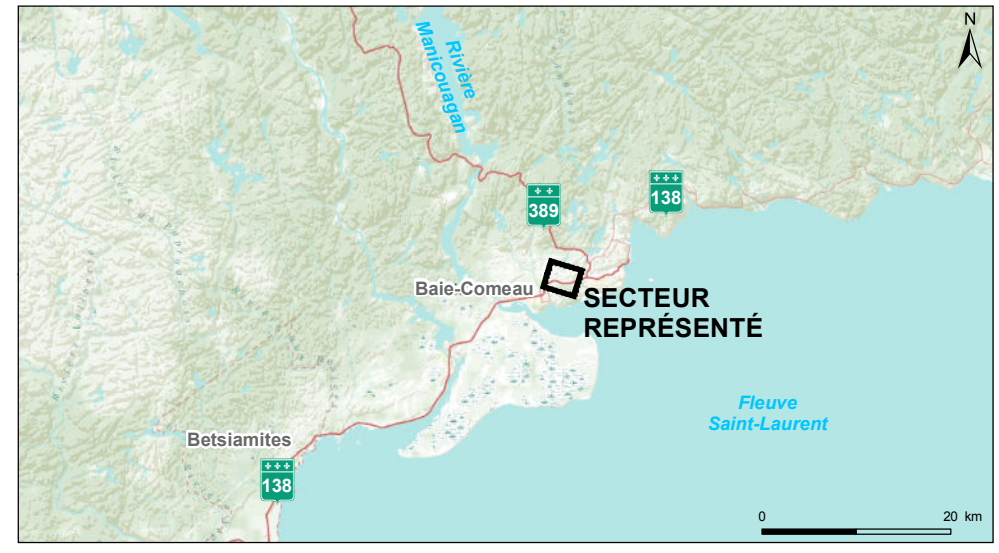 N
Rivière
Manicouagan
389
138
Baie-Comeau
SECTEUR
REPRÉSENTÉ
Fleuve
Saint-Laurent
Betsiamites
138
0 20 km